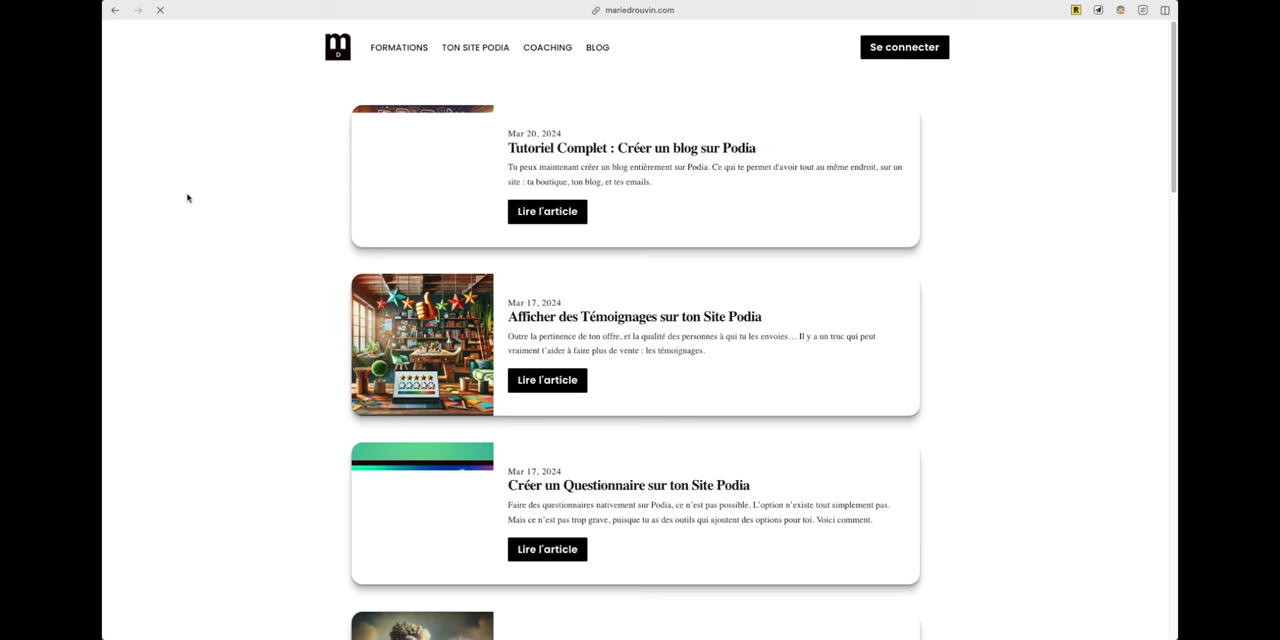 mariedrouvin.com
R
m
D
FORMATIONS TON SITE PODIA COACHING BLOG
Se connecter
Mar 20, 2024
Tutoriel Complet : Créer un blog sur Podia
Tu peux maintenant créer un blog entièrement sur Podia. Ce qui te permet d'avoir tout au même endroit, sur un
site : ta boutique, ton blog, et tes emails.
Lire l'article
Mar 17, 2024
Afficher des Témoignages sur ton Site Podia
Outre la pertinence de ton offre, et la qualité des personnes à qui tu les envoies… Il y a un truc qui peut
vraiment t’aider à faire plus de vente : les témoignages.
Lire l'article
Mar 17, 2024
Créer un Questionnaire sur ton Site Podia
Faire des questionnaires nativement sur Podia, ce n’est pas possible. L’option n’existe tout simplement pas.
Mais ce n’est pas trop grave, puisque tu as des outils qui ajoutent des options pour toi. Voici comment.
Lire l'article